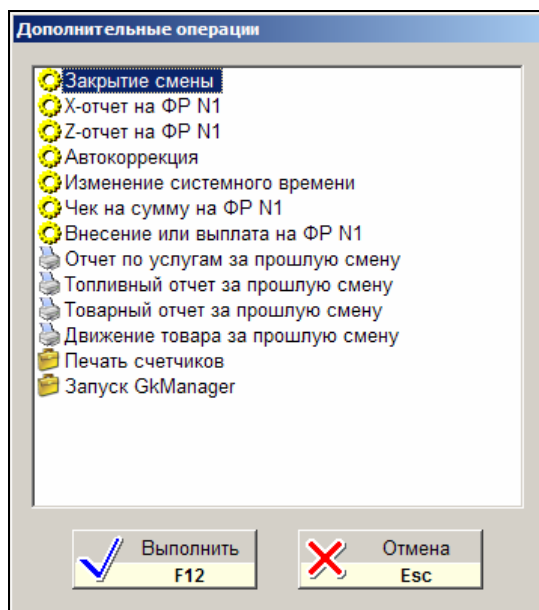 Дополнительные операции
Закрытие смены
X-отчет на ФР N1
Z-отчет на ФР N1
Автокоррекция
Изменение системного времени
Чек на сумму на ФР N1
Внесение или выплата на ФР N1
Отчет по услугам за прошлую смену
Топливный отчет за прошлую смену
Товарный отчет за прошлую смену
Движение товара за прошлую смену
Печать счетчиков
Запуск GkManager
Выполнить
F12
Отмена
Esc